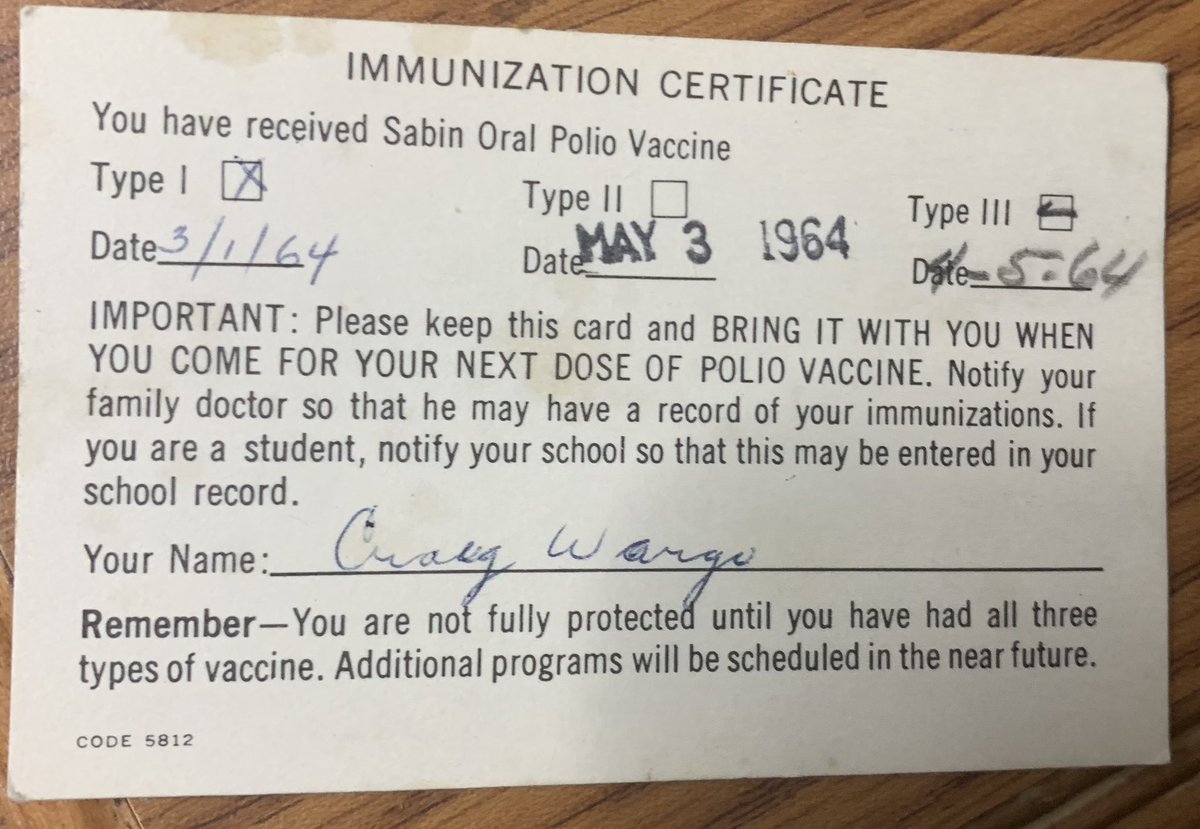 IMMUNIZATION CERTIFICATE
You have received Sabin Oral Polio Vaccine
Type I X Type II Type III
Date 3/1/64 Date MAY 3 1964 Date 4-5-64
IMPORTANT: Please keep this card and BRING IT WITH YOU WHEN
YOU COME FOR YOUR NEXT DOSE OF POLIO VACCINE. Notify your
family doctor so that he may have a record of your immunizations. If
you are a student, notify your school so that this may be entered in your
school record.
Your Name: Craig Wargo
Remember—You are not fully protected until you have had all three
types of vaccine. Additional programs will be scheduled in the near future.
CODE 5812